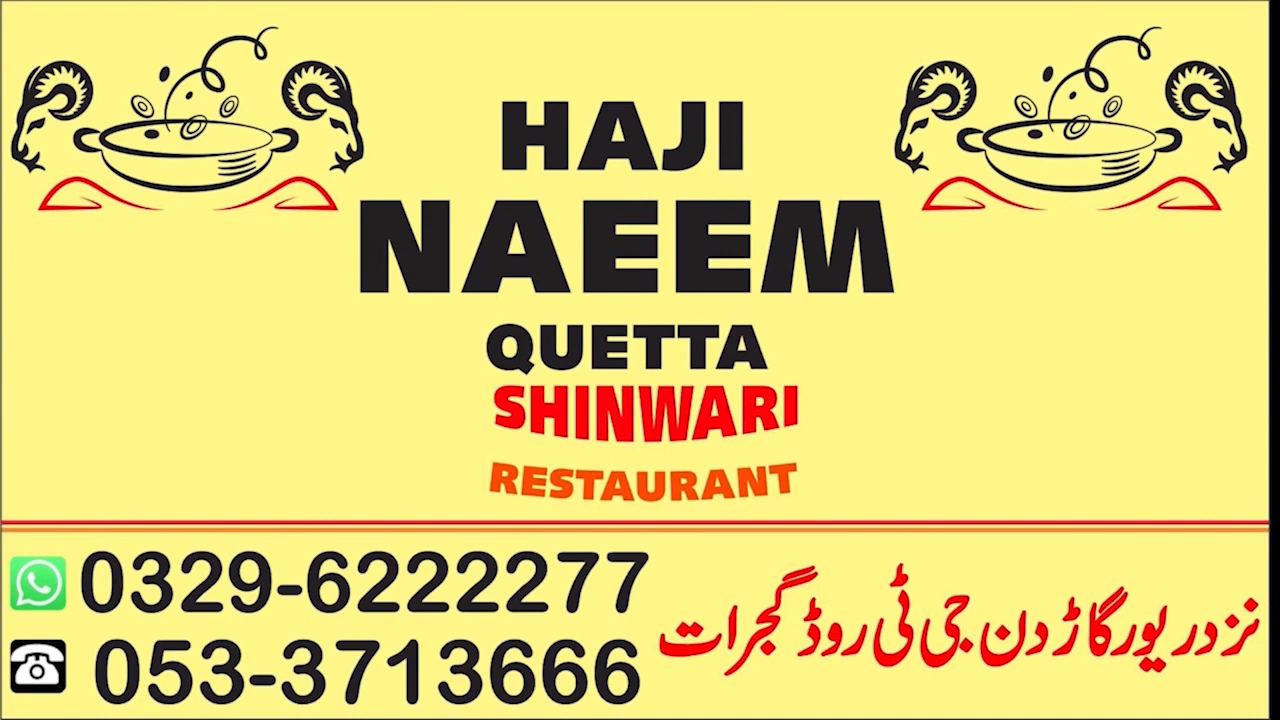 HAJI
NAEEM
QUETTA
SHINWARI
RESTAURANT
0329-6222277
053-3713666
نزد ریور گارڈن جی ٹی روڈ گجرات